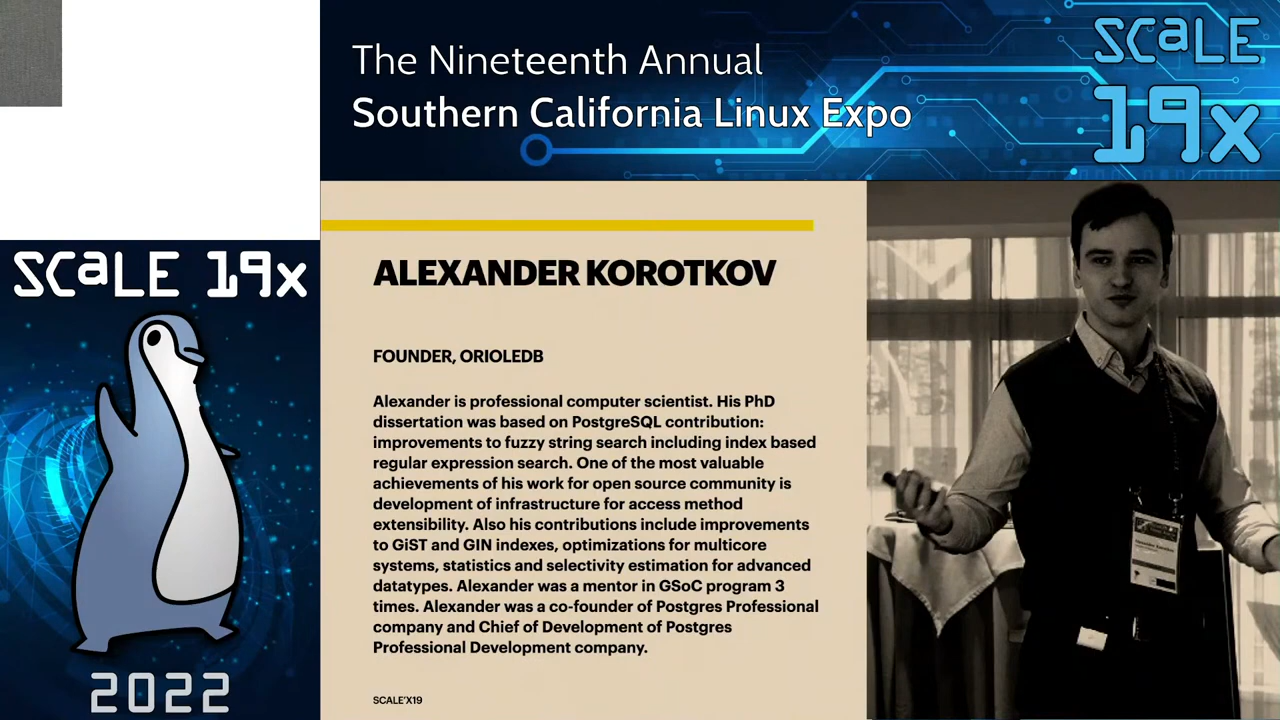 The Nineteenth Annual
Southern California Linux Expo
SCaLE
19x
SCaLE 19x
2022
ALEXANDER KOROTKOV
FOUNDER, ORIOLEDB
Alexander is professional computer scientist. His PhD
dissertation was based on PostgreSQL contribution:
improvements to fuzzy string search including index based
regular expression search. One of the most valuable
achievements of his work for open source community is
development of infrastructure for access method
extensibility. Also his contributions include improvements
to GiST and GIN indexes, optimizations for multicore
systems, statistics and selectivity estimation for advanced
datatypes. Alexander was a mentor in GSoC program 3
times. Alexander was a co-founder of Postgres Professional
company and Chief of Development of Postgres
Professional Development company.
SCALE'X19